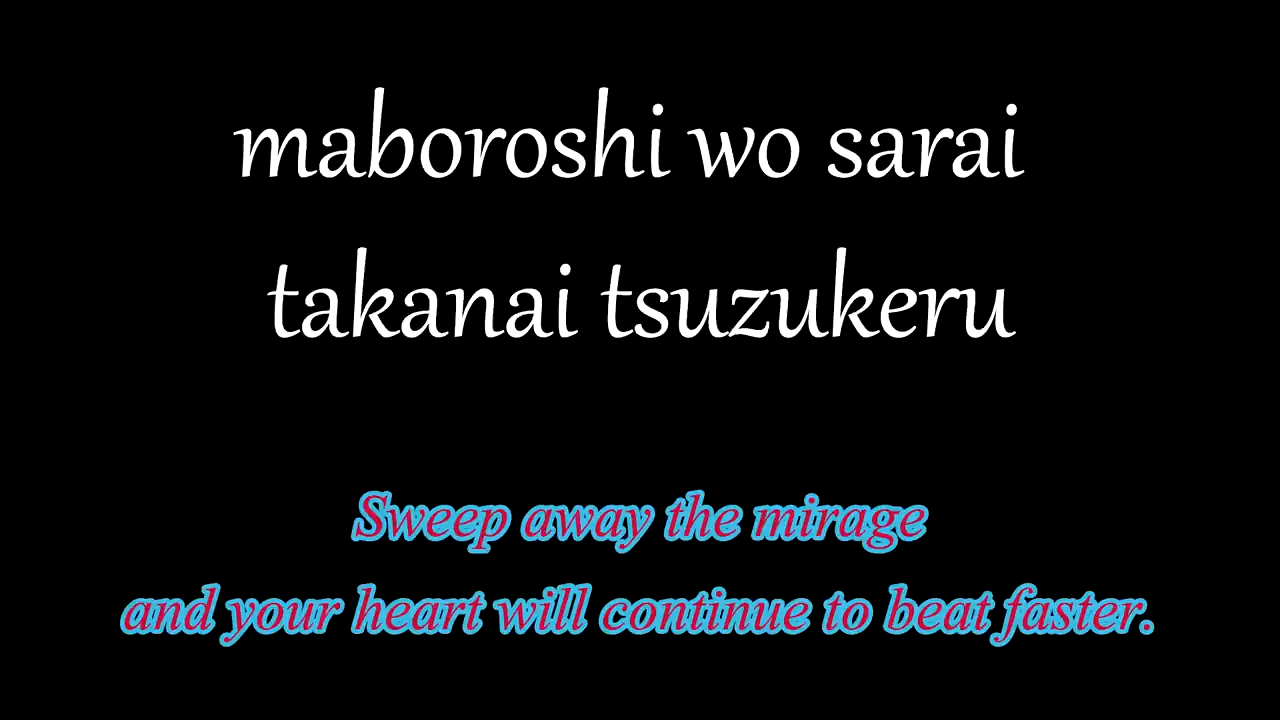 maboroshi wo sarai
takanai tsuzukeru
Sweep away the mirage
and your heart will continue to beat faster.